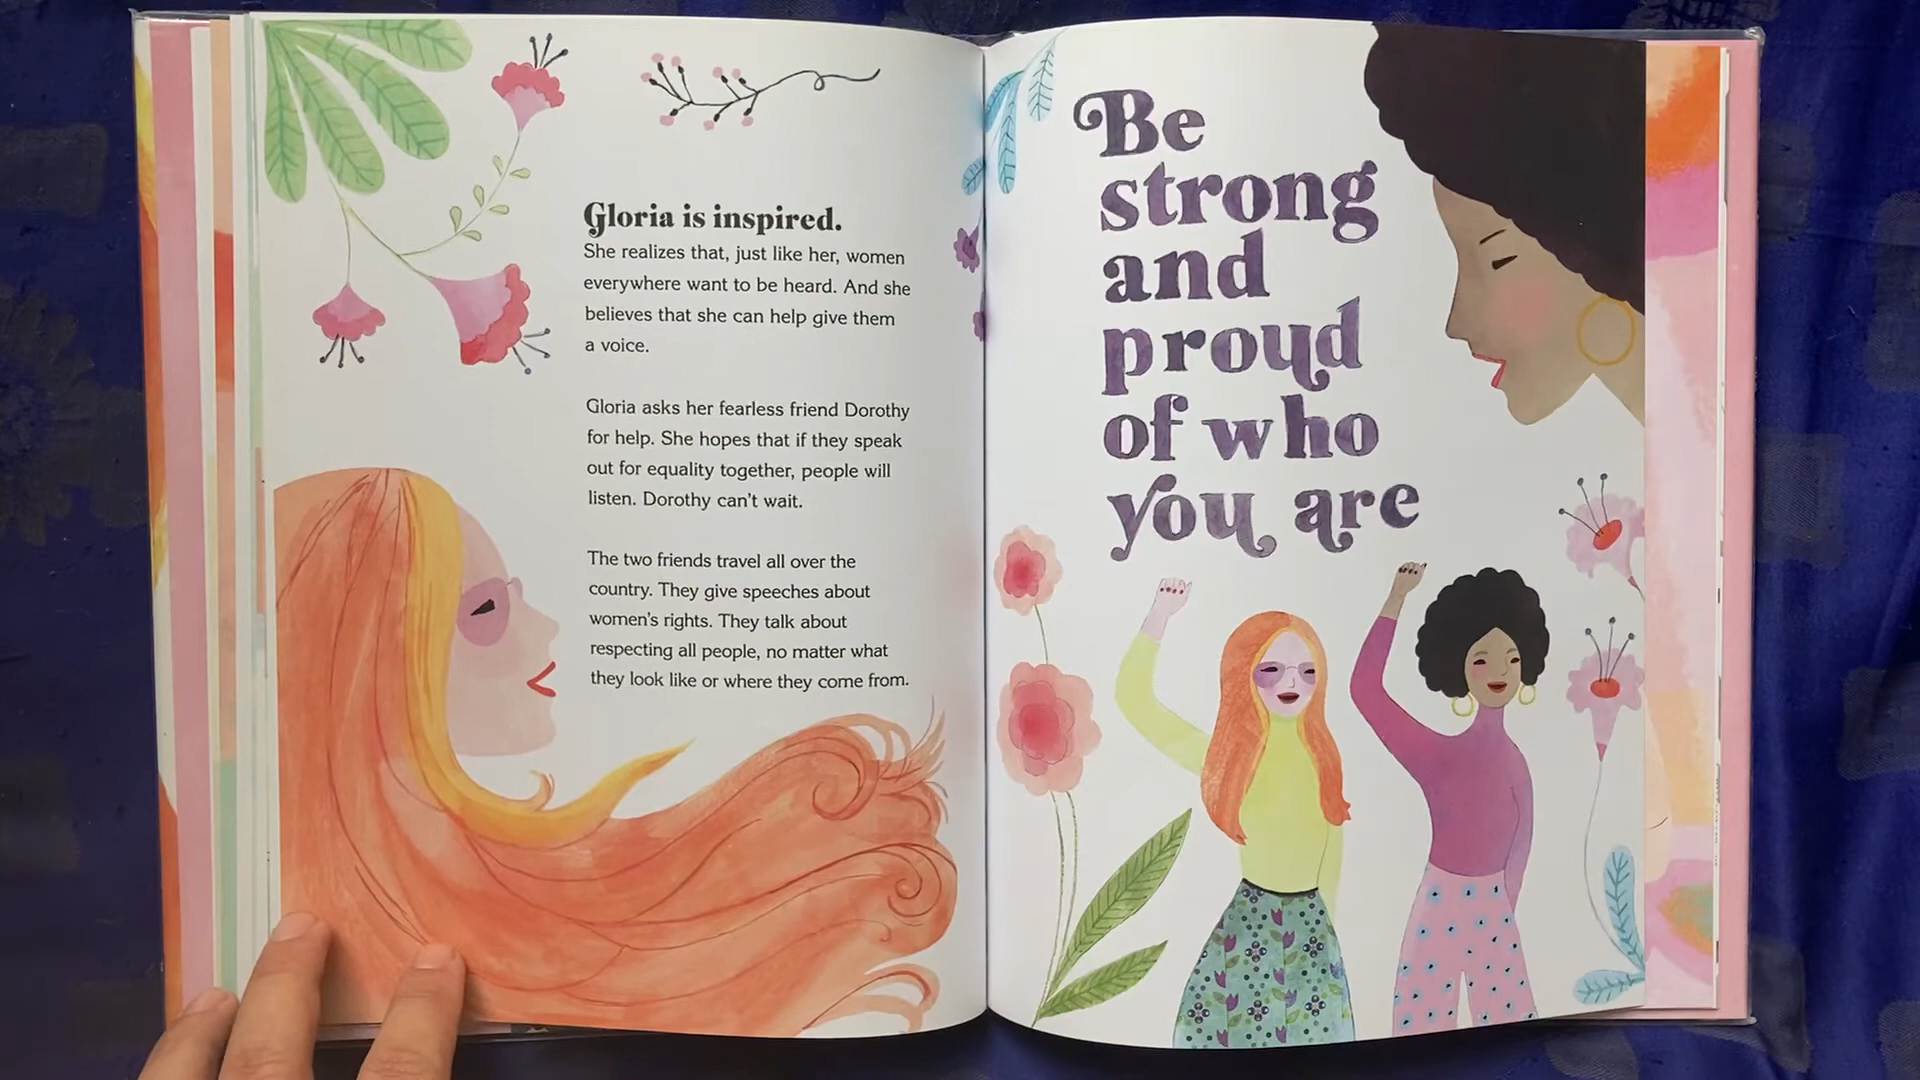 Gloria is inspired.
She realizes that, just like her, women
everywhere want to be heard. And she
believes that she can help give them
a voice.
Gloria asks her fearless friend Dorothy
for help. She hopes that if they speak
out for equality together, people will
listen. Dorothy can't wait.
The two friends travel all over the
country. They give speeches about
women's rights. They talk about
respecting all people, no matter what
they look like or where they come from.
Be
strong
and
proud
of who
you are